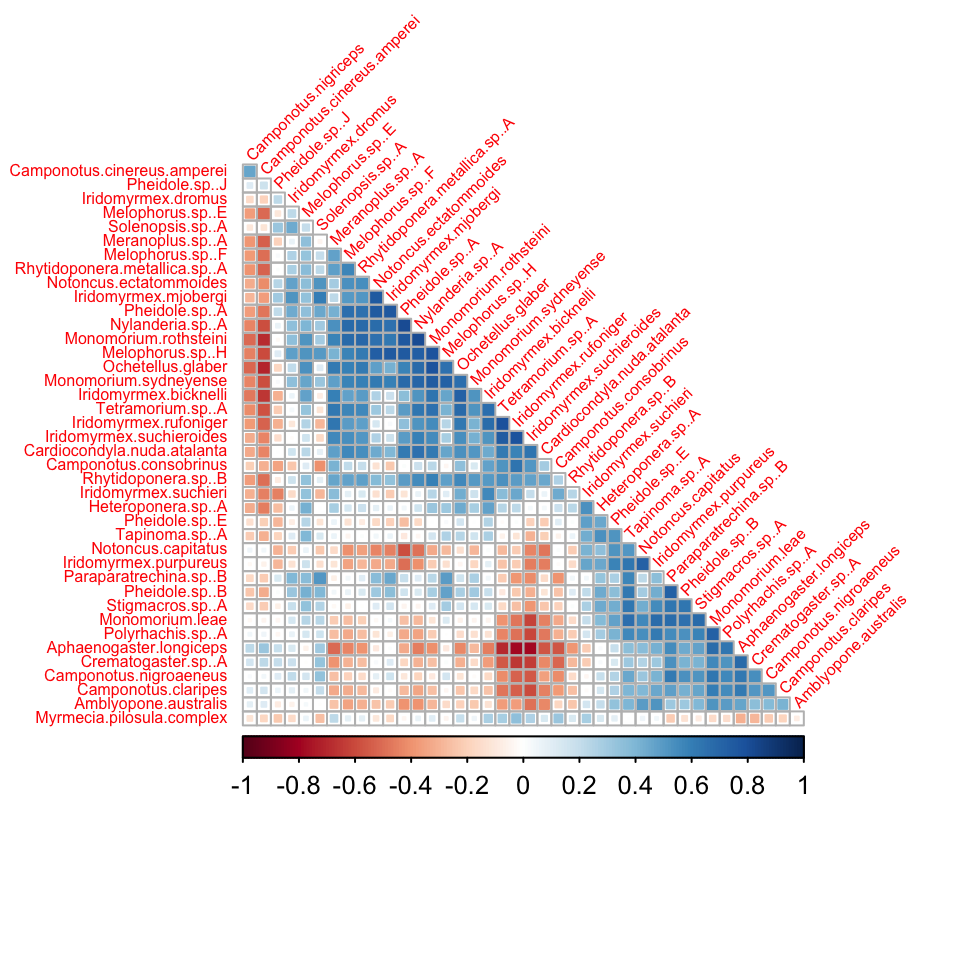 Camponotus.nigriceps
Camponotus.cinereus.amperei
Pheidole.sp..J
Iridomyrmex.dromus
Melophorus.sp..E
Solenopsis.sp..A
Meranoplus.sp..A
Melophorus.sp..F
Rhytidoponera.metallica.sp..A
Notoncus.ectatommoides
Iridomyrmex.mjobergi
Pheidole.sp..A
Nylanderia.sp..A
Monomorium.rothsteini
Melophorus.sp..H
Ochetellus.glaber
Monomorium.sydneyense
Iridomyrmex.bicknelli
Tetramorium.sp..A
Iridomyrmex.rufoniger
Iridomyrmex.suchieroides
Cardiocondyla.nuda.atalanta
Camponotus.consobrinus
Rhytidoponera.sp..B
Iridomyrmex.suchieri
Heteroponera.sp..A
Pheidole.sp..E
Tapinoma.sp..A
Notoncus.capitatus
Iridomyrmex.purpureus
Paraparatrechina.sp..B
Pheidole.sp..B
Stigmacros.sp..A
Monomorium.leae
Polyrhachis.sp..A
Aphaenogaster.longiceps
Crematogaster.sp..A
Camponotus.nigroaeneus
Camponotus.claripes
Amblyopone.australis
Camponotus.cinereus.amperei
Pheidole.sp..J
Iridomyrmex.dromus
Melophorus.sp..E
Solenopsis.sp..A
Meranoplus.sp..A
Melophorus.sp..F
Rhytidoponera.metallica.sp..A
Notoncus.ectatommoides
Iridomyrmex.mjobergi
Pheidole.sp..A
Nylanderia.sp..A
Monomorium.rothsteini
Melophorus.sp..H
Ochetellus.glaber
Monomorium.sydneyense
Iridomyrmex.bicknelli
Tetramorium.sp..A
Iridomyrmex.rufoniger
Iridomyrmex.suchieroides
Cardiocondyla.nuda.atalanta
Camponotus.consobrinus
Rhytidoponera.sp..B
Iridomyrmex.suchieri
Heteroponera.sp..A
Pheidole.sp..E
Tapinoma.sp..A
Notoncus.capitatus
Iridomyrmex.purpureus
Paraparatrechina.sp..B
Pheidole.sp..B
Stigmacros.sp..A
Monomorium.leae
Polyrhachis.sp..A
Aphaenogaster.longiceps
Crematogaster.sp..A
Camponotus.nigroaeneus
Camponotus.claripes
Amblyopone.australis
Myrmecia.pilosula.complex
-1 -0.8 -0.6 -0.4 -0.2 0 0.2 0.4 0.6 0.8 1